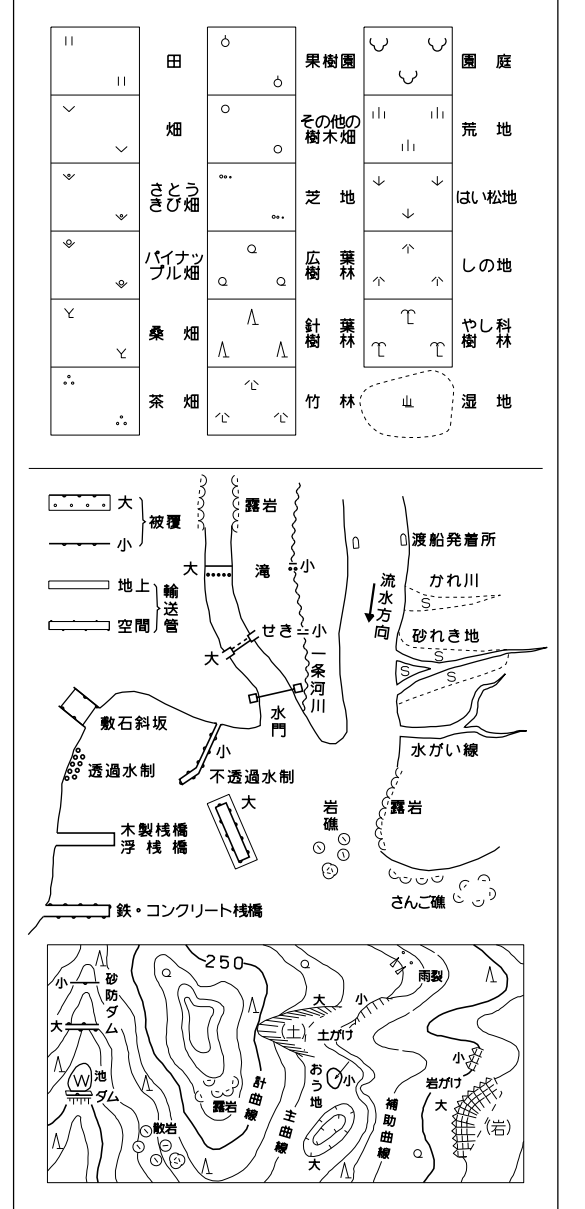 田
果樹園
園庭
畑
その他の
樹木畑
荒地
さとう
きび畑
芝地
はい松地
パイナッ
プル畑
広葉
樹林
しの地
桑畑
針葉
樹林
やし科
樹林
茶畑
竹林
湿地
大
小
被覆
地上
空間
輸送管
露岩
大
滝
小
せき
小
大
一条河川
水門
渡船発着所
流水方向
かれ川
S
砂れき地
S
S
水がい線
敷石斜坂
透過水制
小
不透過水制
大
木製桟橋
浮桟橋
岩礁
露岩
さんご礁
鉄・コンクリート桟橋
250
雨裂
小
砂防ダム
大
大
小
(土)
土がけ
小
岩がけ
大
(岩)
池
W
ダム
露岩
散岩
計曲線
主曲線
おう地
小
大
補助曲線